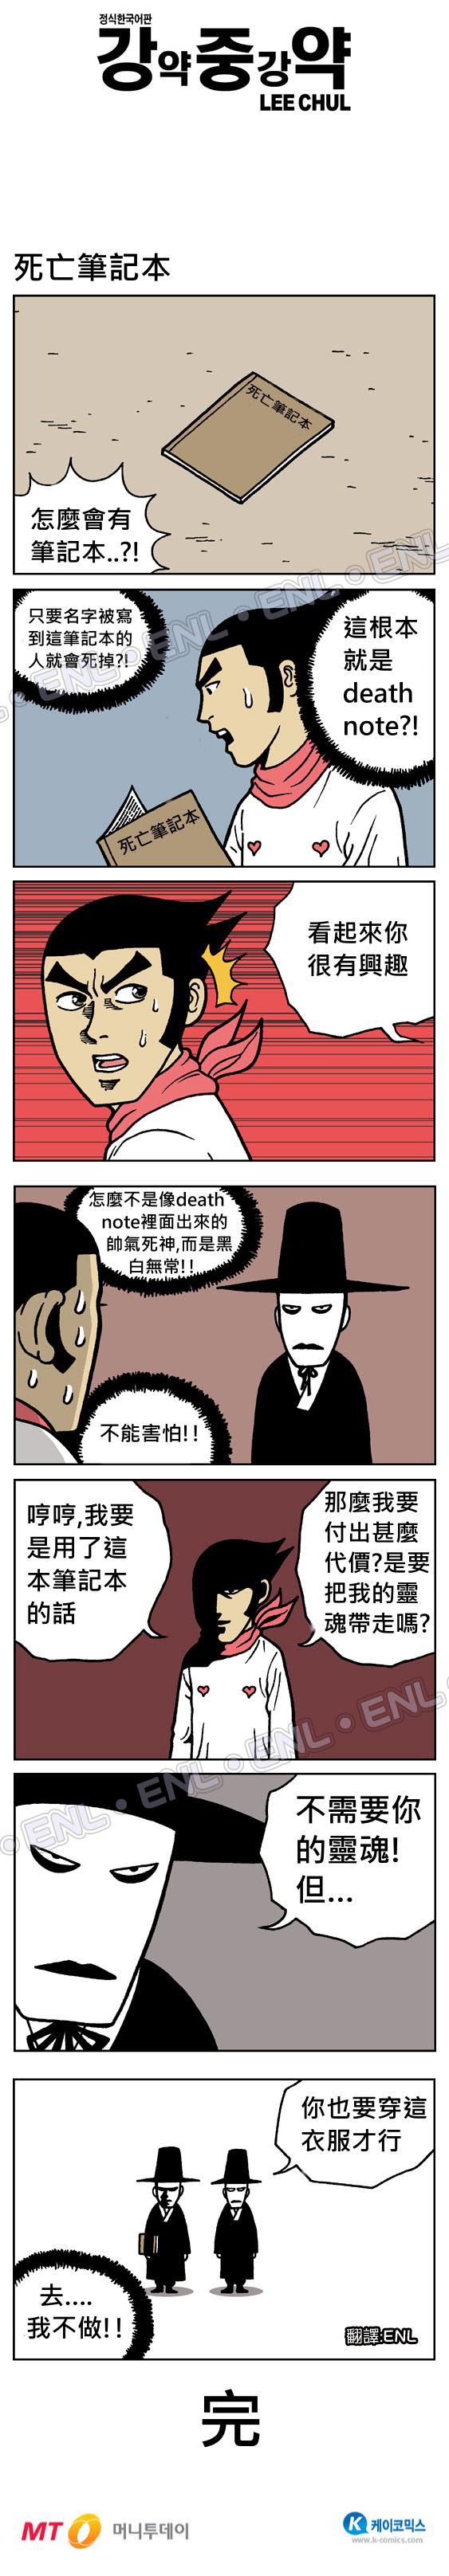 정식한국어판
강약중강약
LEE CHUL
死亡筆記本
死亡筆記本
怎麼會有
筆記本..?!
只要名字被寫
到這筆記本的
人就會死掉?!
這根本
就是
death
note?!
死亡筆記本
看起來你
很有興趣
怎麼不是像death
note裡面出來的
帥氣死神,而是黑
白無常!!
不能害怕!!
哼哼,我要
是用了這
本筆記本
的話
那麼我要
付出甚麼
代價?是要
把我的靈
魂帶走嗎?
不需要你
的靈魂!
但...
你也要穿這
衣服才行
去....
我不做!!
翻譯:ENL
完
MT 머니투데이
K 케이코믹스
www.k-comics.com
ENL • ENL • ENL • ENL
ENL • ENL • ENL • ENL